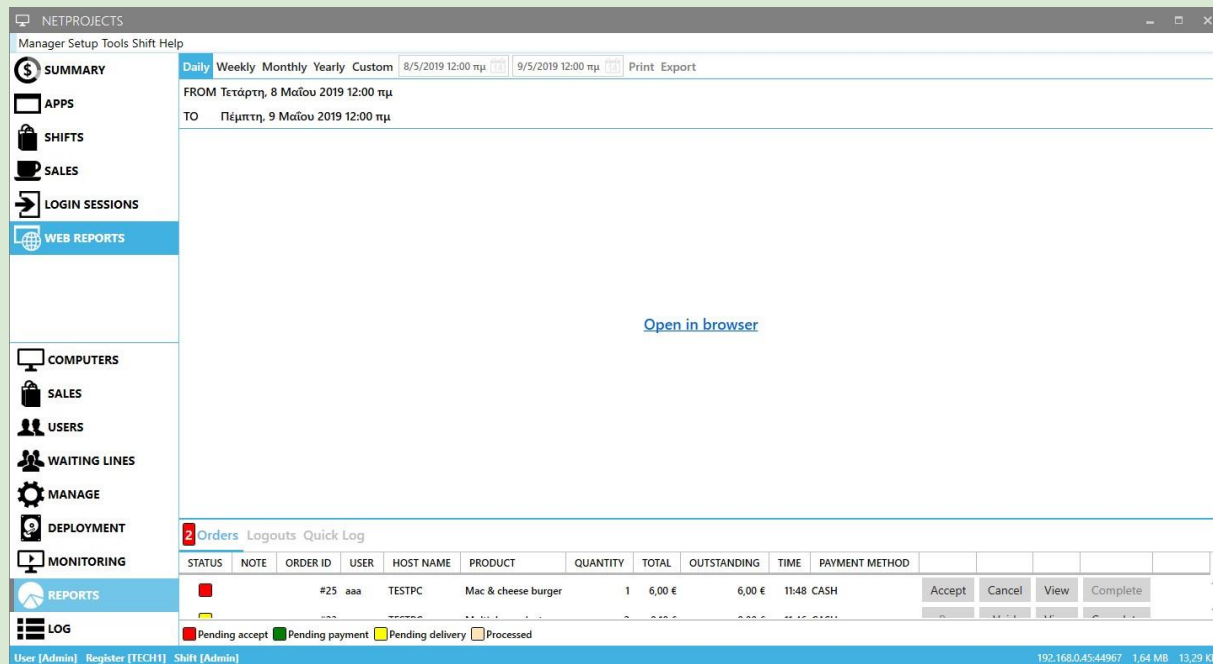 NETPROJECTS
Manager Setup Tools Shift Help
SUMMARY
APPS
SHIFTS
SALES
LOGIN SESSIONS
WEB REPORTS
COMPUTERS
SALES
USERS
WAITING LINES
MANAGE
DEPLOYMENT
MONITORING
REPORTS
LOG
Daily Weekly Monthly Yearly Custom 8/5/2019 12:00 πμ 9/5/2019 12:00 πμ Print Export
FROM Τετάρτη, 8 Μαΐου 2019 12:00 πμ
TO Πέμπτη, 9 Μαΐου 2019 12:00 πμ
Open in browser
2 Orders Logouts Quick Log
STATUS NOTE ORDER ID USER HOST NAME PRODUCT QUANTITY TOTAL OUTSTANDING TIME PAYMENT METHOD
#25 aaa TESTPC Mac & cheese burger 1 6,00 € 6,00 € 11:48 CASH Accept Cancel View Complete
Pending accept Pending payment Pending delivery Processed
User [Admin] Register [TECH1] Shift [Admin] 192.168.0.45:44967 1,64 MB 13,29